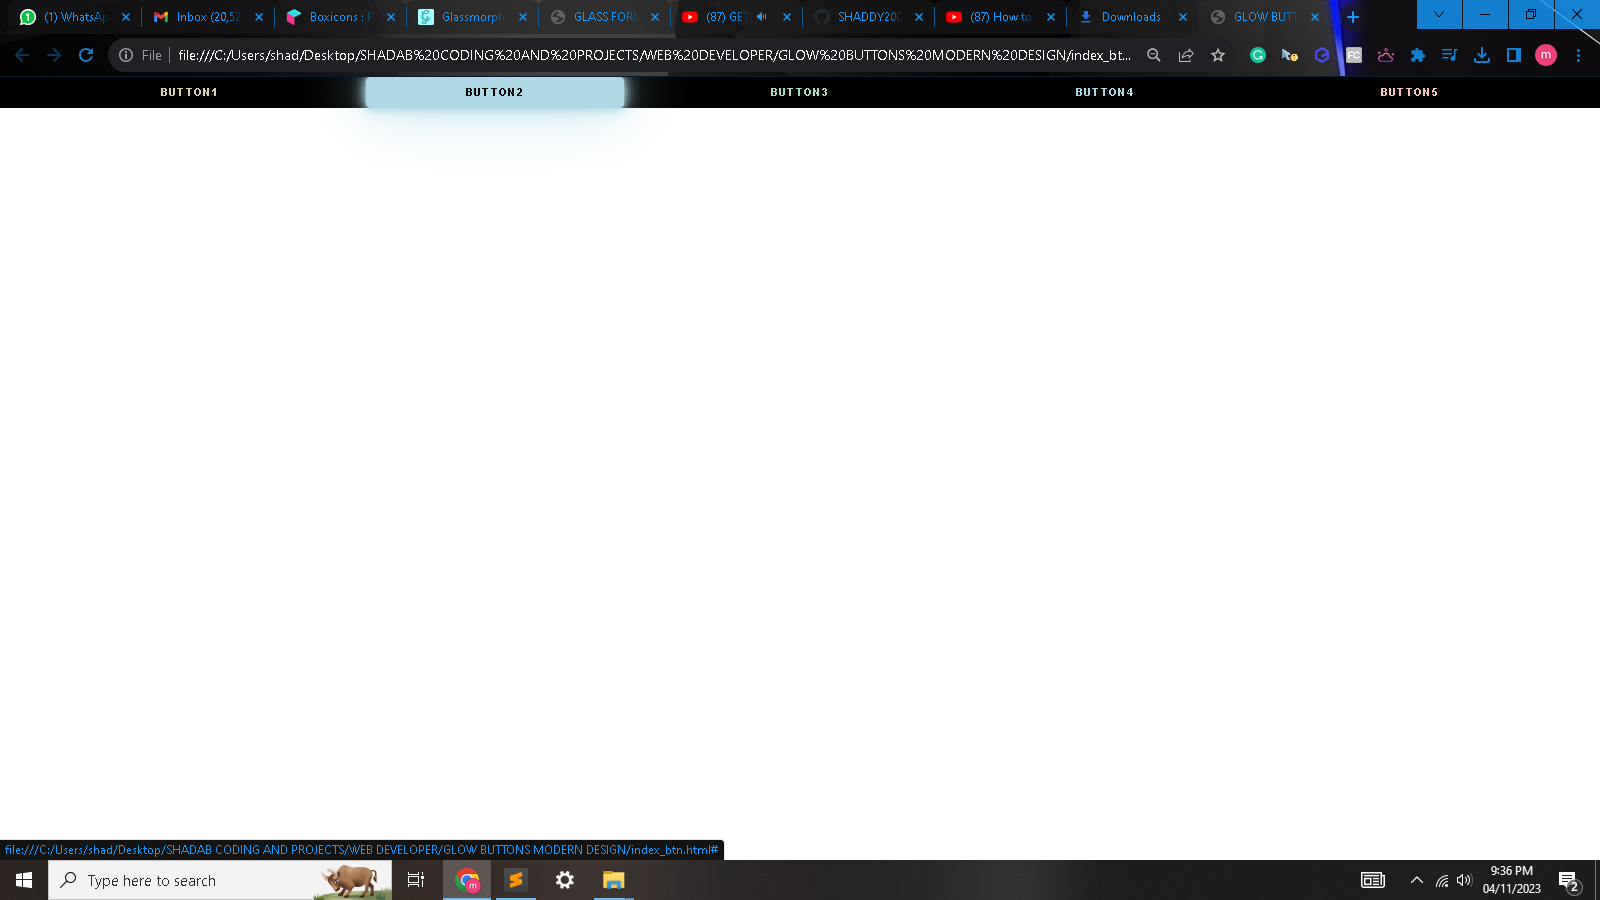 (1) WhatsAp
Inbox (20,52
Boxicons : P
Glassmorph
GLASS FORM
(87) GET
SHADDY200
(87) How to
Downloads
GLOW BUTT
File
file:///C:/Users/shad/Desktop/SHADAB%20CODING%20AND%20PROJECTS/WEB%20DEVELOPER/GLOW%20BUTTONS%20MODERN%20DESIGN/index_bt...
FC
m
BUTTON1
BUTTON2
BUTTON3
BUTTON4
BUTTON5
file:///C:/Users/shad/Desktop/SHADAB CODING AND PROJECTS/WEB DEVELOPER/GLOW BUTTONS MODERN DESIGN/index_btn.html#
Type here to search
m
9:36 PM
04/11/2023
2